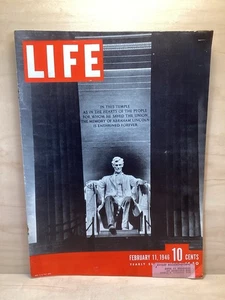 LIFE
IN THIS TEMPLE
AS IN THE HEARTS OF THE PEOPLE
FOR WHOM HE SAVED THE UNION
THE MEMORY OF ABRAHAM LINCOLN
IS ENSHRINED FOREVER
FEBRUARY 11, 1946 10 CENTS
YEARLY